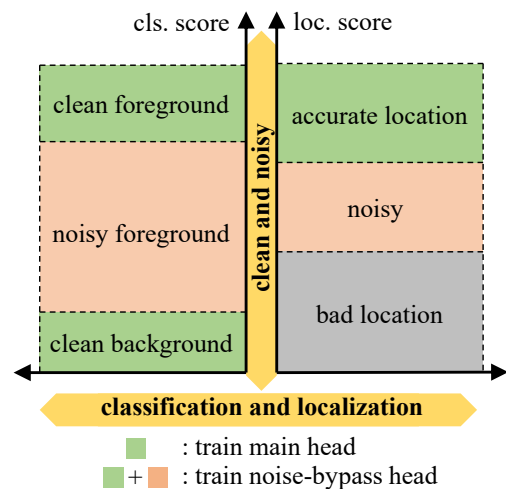 cls. score
loc. score
clean foreground
accurate location
noisy foreground
clean and noisy
noisy
bad location
clean background
classification and localization
: train main head
+ : train noise-bypass head